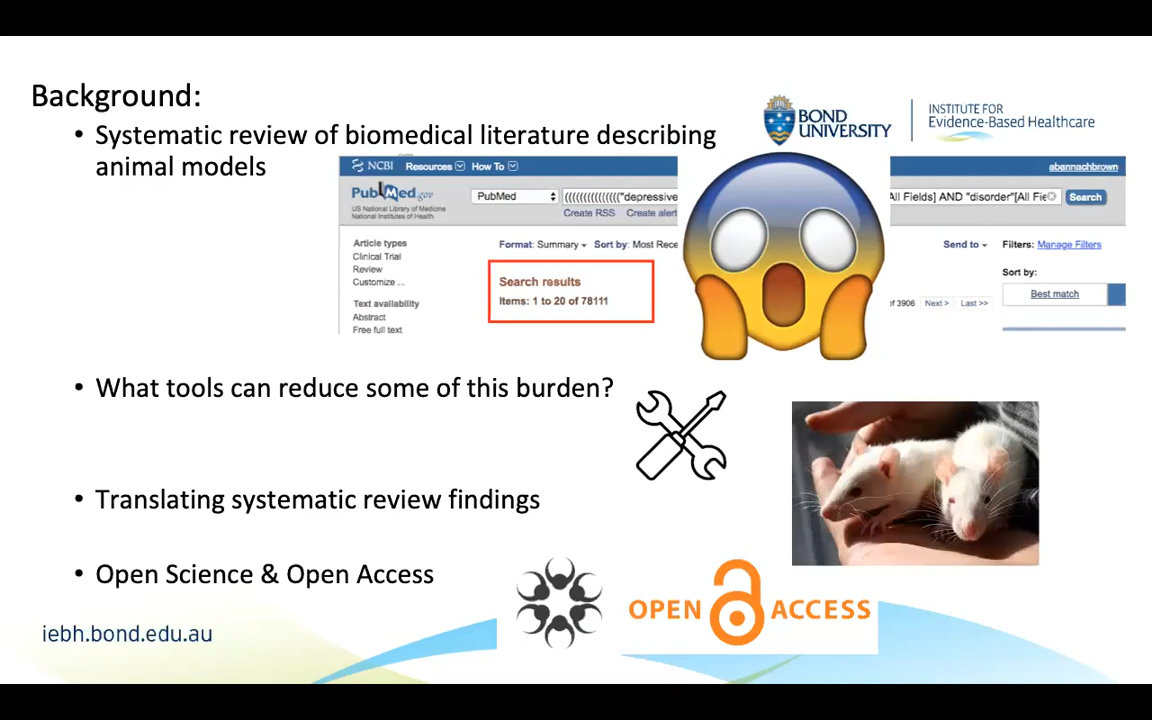 Background:
• Systematic review of biomedical literature describing
animal models
BOND
UNIVERSITY
INSTITUTE FOR
Evidence-Based Healthcare
NCBI Resources How To
abannachbrown
PubMed.gov
US National Library of Medicine
National Institutes of Health
PubMed
(((((((((((((((("depressive
All Fields] AND "disorder"[All Fie
Search
Create RSS Create alert
Article types
Clinical Trial
Review
Customize ...
Text availability
Abstract
Free full text
Format: Summary Sort by: Most Rece
Send to
Filters: Manage Filters
Search results
Items: 1 to 20 of 78111
of 3906 Next > Last >>
Sort by:
Best match
• What tools can reduce some of this burden?
• Translating systematic review findings
• Open Science & Open Access
OPEN ACCESS
iebh.bond.edu.au